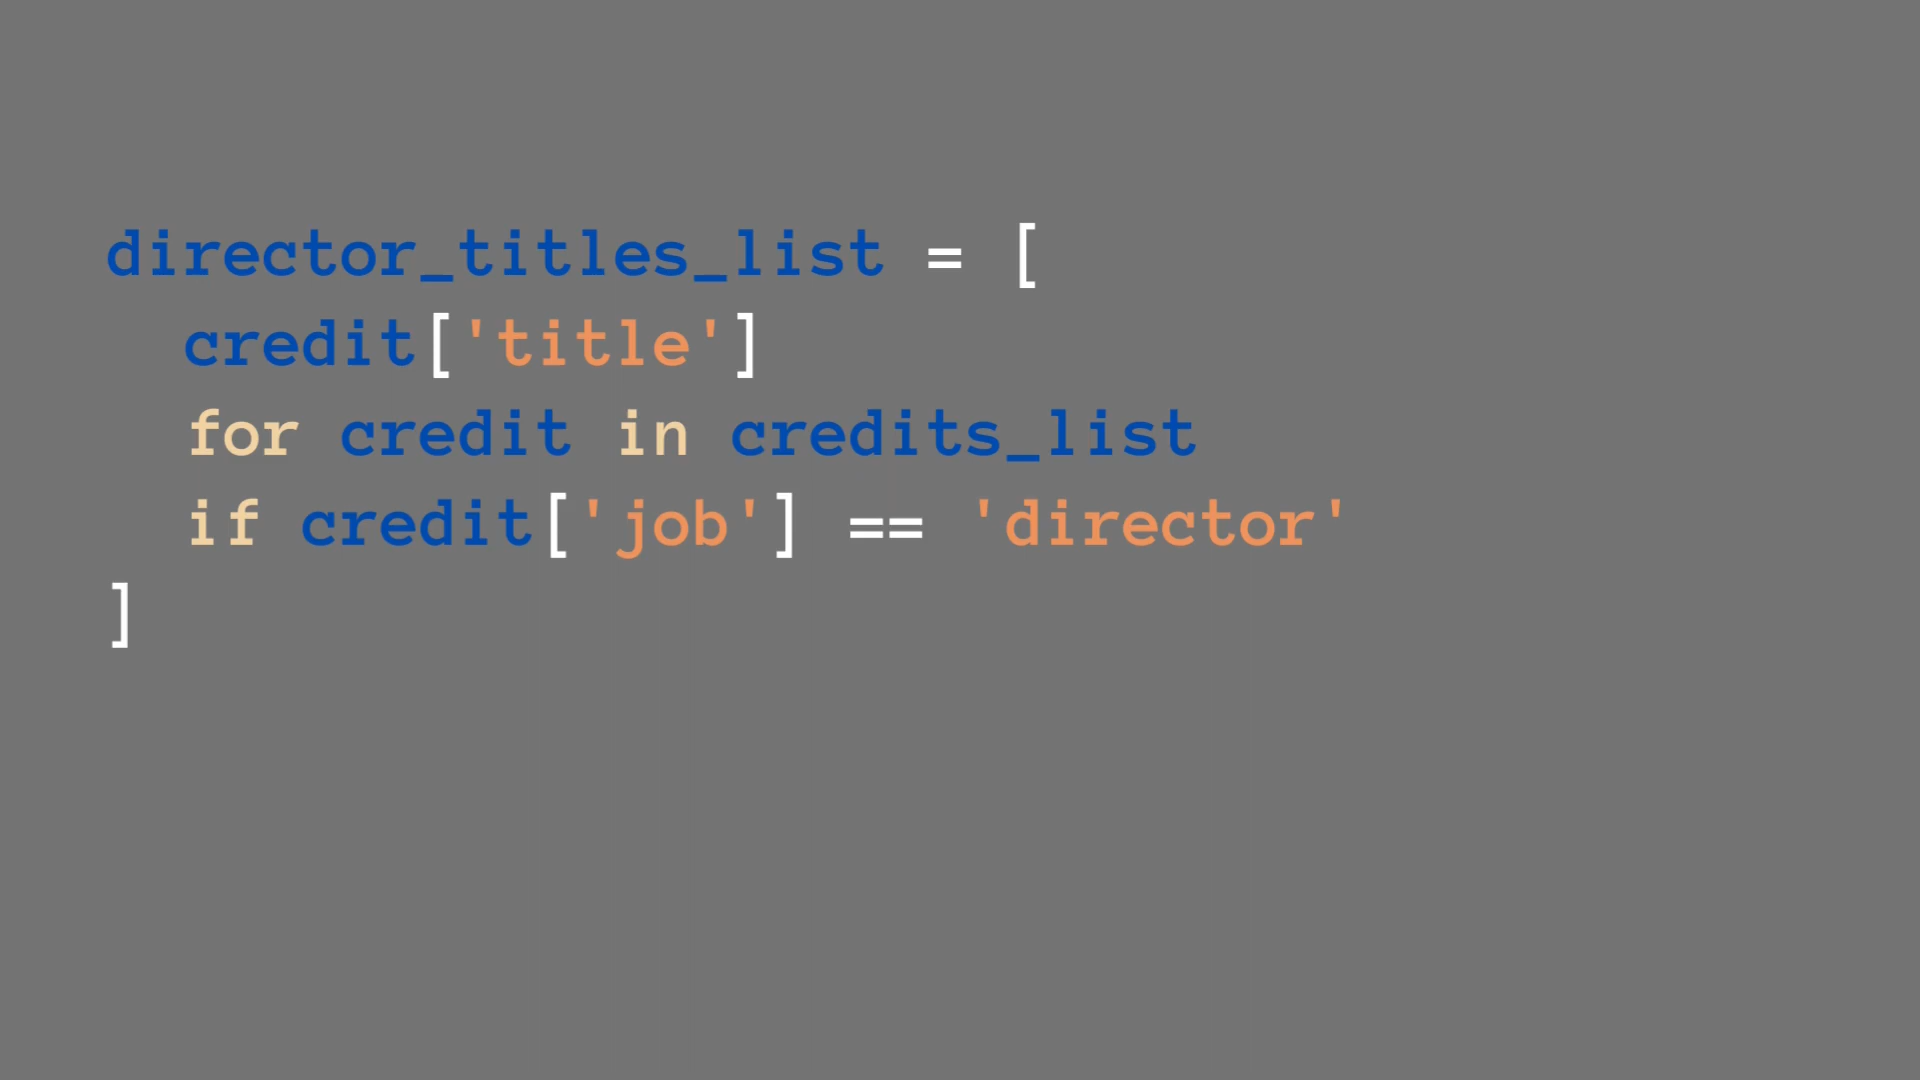 director_titles_list = [
  credit['title']
  for credit in credits_list
  if credit['job'] == 'director'
]